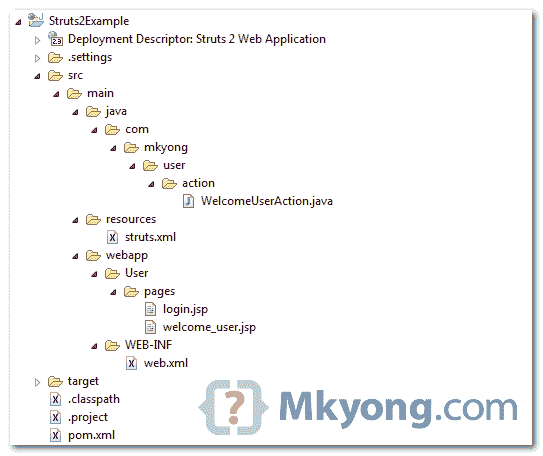 Struts2Example
Deployment Descriptor: Struts 2 Web Application
.settings
src
main
java
com
mkyong
user
action
WelcomeUserAction.java
resources
struts.xml
webapp
User
pages
login.jsp
welcome_user.jsp
WEB-INF
web.xml
target
.classpath
.project
pom.xml
{?} Mkyong.com